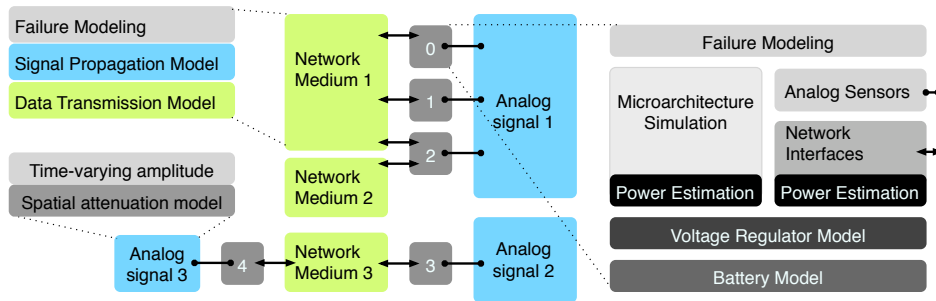 Failure Modeling
Signal Propagation Model
Data Transmission Model
Time-varying amplitude
Spatial attenuation model
Analog
signal 3
4
Network
Medium 1
Network
Medium 2
Network
Medium 3
0
1
2
3
Analog
signal 1
Analog
signal 2
Failure Modeling
Microarchitecture
Simulation
Power Estimation
Analog Sensors
Network
Interfaces
Power Estimation
Voltage Regulator Model
Battery Model